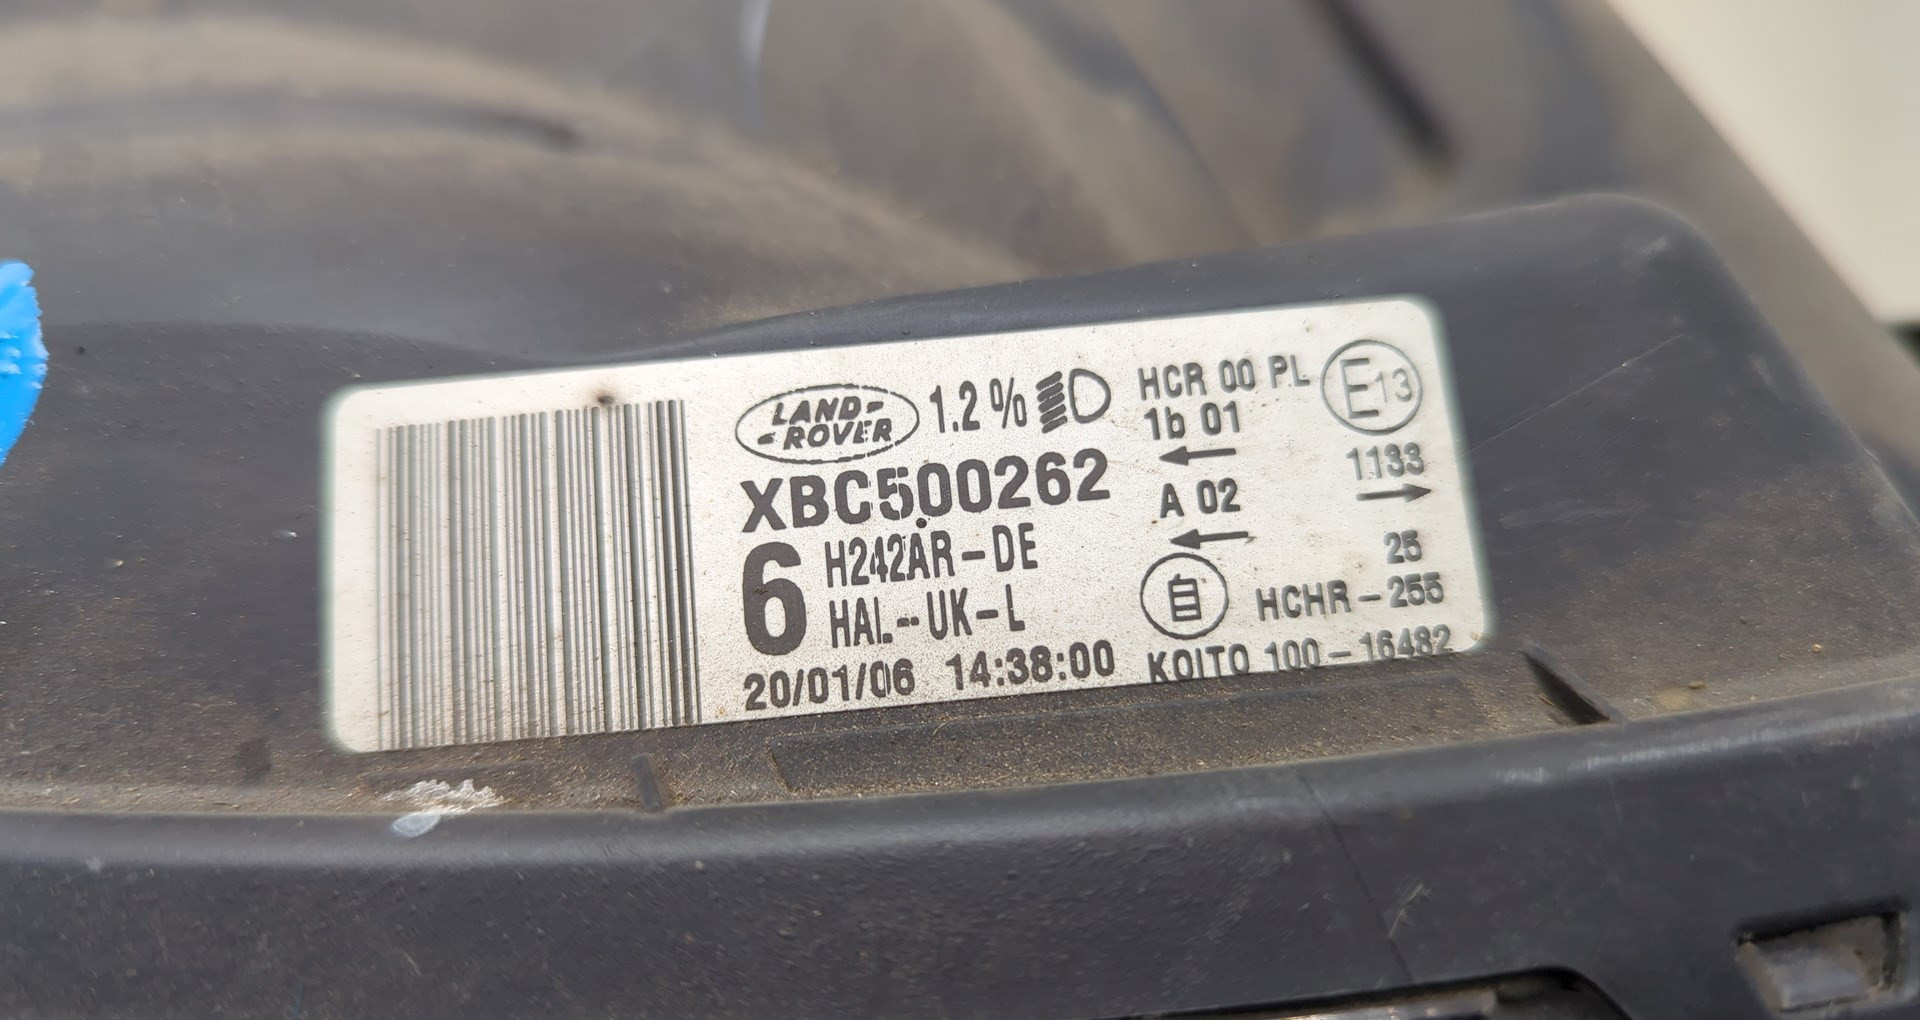 LAND-
-ROVER
1.2 %
XBC500262
6
H242AR-DE
HAL-UK-L
20/01/06 14:38:00
HCR 00 PL
1b 01
A 02
自
E13
1133
25
HCHR-255
KOITO 100-16482